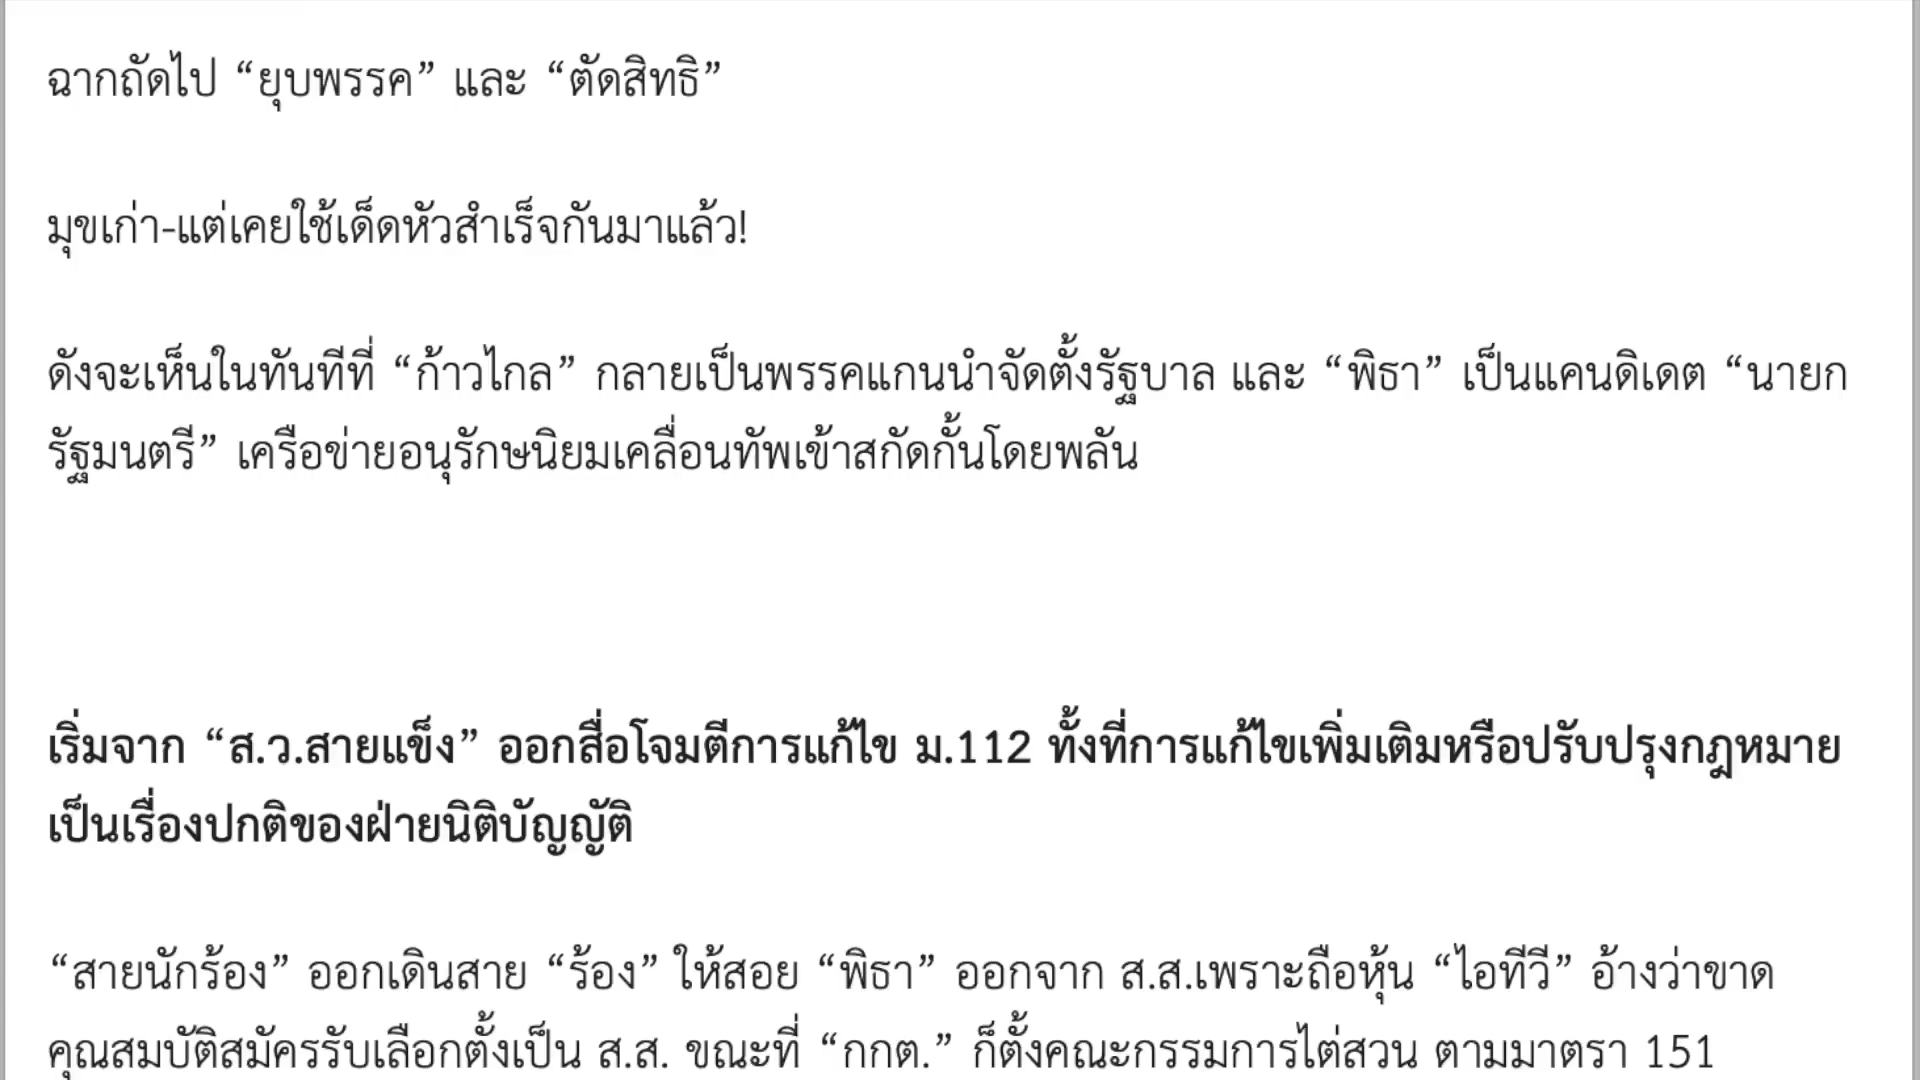 ฉากถัดไป “ยุบพรรค” และ “ตัดสิทธิ”
มุขเก่า-แต่เคยใช้เด็ดหัวสำเร็จกันมาแล้ว!
ดังจะเห็นในทันทีที่ “ก้าวไกล” กลายเป็นพรรคแกนนำจัดตั้งรัฐบาล และ “พิธา” เป็นแคนดิเดต “นายก
รัฐมนตรี” เครือข่ายอนุรักษนิยมเคลื่อนทัพเข้าสกัดกั้นโดยพลัน
เริ่มจาก “ส.ว.สายแข็ง” ออกสื่อโจมตีการแก้ไข ม.112 ทั้งที่การแก้ไขเพิ่มเติมหรือปรับปรุงกฎหมาย
เป็นเรื่องปกติของฝ่ายนิติบัญญัติ
“สายนักร้อง” ออกเดินสาย “ร้อง” ให้สอย “พิธา” ออกจาก ส.ส.เพราะถือหุ้น “ไอทีวี” อ้างว่าขาด
คุณสมบัติสมัครรับเลือกตั้งเป็น ส.ส. ขณะที่ “กกต.” ก็ตั้งคณะกรรมการไต่สวน ตามมาตรา 151